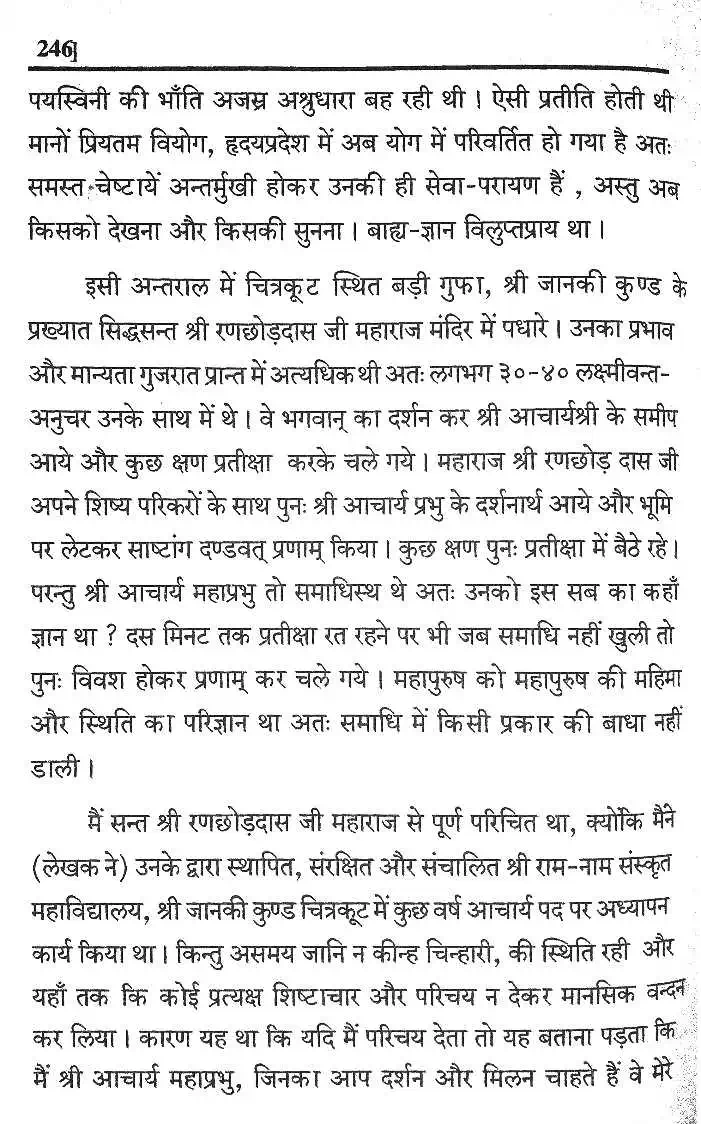 246]
पयस्विनी की भाँति अजस्र अश्रुधारा बह रही थी । ऐसी प्रतीति होती थी
मानों प्रियतम वियोग, हृदयप्रदेश में अब योग में परिवर्तित हो गया है अतः
समस्त चेष्टायें अन्तर्मुखी होकर उनकी ही सेवा-परायण हैं , अस्तु अब
किसको देखना और किसकी सुनना । बाह्य-ज्ञान विलुप्तप्राय था ।
इसी अन्तराल में चित्रकूट स्थित बड़ी गुफा, श्री जानकी कुण्ड के
प्रख्यात सिद्धसन्त श्री रणछोड़दास जी महाराज मंदिर में पधारे । उनका प्रभाव
और मान्यता गुजरात प्रान्त में अत्यधिक थी अतः लगभग ३०-४० लक्ष्मीवन्त-
अनुचर उनके साथ में थे । वे भगवान् का दर्शन कर श्री आचार्यश्री के समीप
आये और कुछ क्षण प्रतीक्षा करके चले गये । महाराज श्री रणछोड़ दास जी
अपने शिष्य परिकरों के साथ पुनः श्री आचार्य प्रभु के दर्शनार्थ आये और भूमि
पर लेटकर साष्टांग दण्डवत् प्रणाम् किया । कुछ क्षण पुनः प्रतीक्षा में बैठे रहे ।
परन्तु श्री आचार्य महाप्रभु तो समाधिस्थ थे अतः उनको इस सब का कहाँ
ज्ञान था ? दस मिनट तक प्रतीक्षा रत रहने पर भी जब समाधि नहीं खुली तो
पुनः विवश होकर प्रणाम् कर चले गये । महापुरुष को महापुरुष की महिमा
और स्थिति का परिज्ञान था अतः समाधि में किसी प्रकार की बाधा नहीं
डाली ।
मैं सन्त श्री रणछोड़दास जी महाराज से पूर्ण परिचित था, क्योंकि मैंने
(लेखक ने) उनके द्वारा स्थापित, संरक्षित और संचालित श्री राम-नाम संस्कृत
महाविद्यालय, श्री जानकी कुण्ड चित्रकूट में कुछ वर्ष आचार्य पद पर अध्यापन
कार्य किया था । किन्तु असमय जानि न कीन्ह चिन्हारी, की स्थिति रही और
यहाँ तक कि कोई प्रत्यक्ष शिष्टाचार और परिचय न देकर मानसिक वन्दन
कर लिया । कारण यह था कि यदि मैं परिचय देता तो यह बताना पड़ता कि
मैं श्री आचार्य महाप्रभु, जिनका आप दर्शन और मिलन चाहते हैं वे मेरे